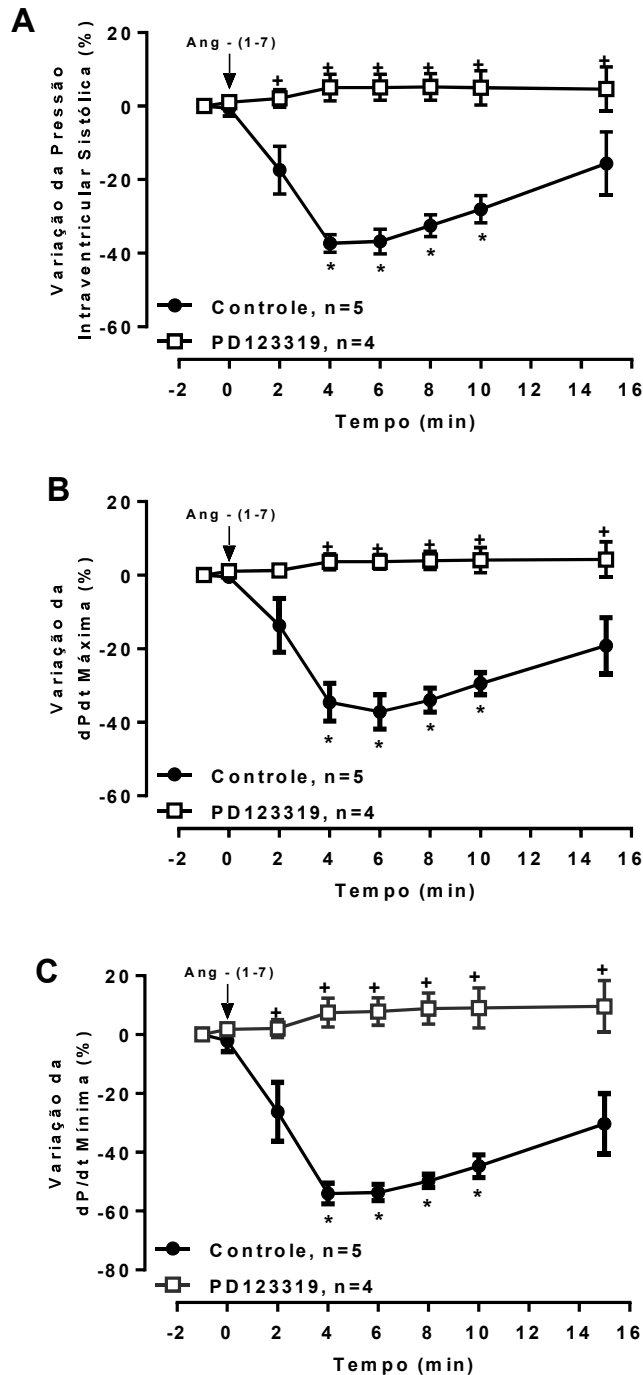 A
Ang - (1-7)
Variação da Pressão
Intraventricular Sistólica (%)
20
0
-20
-40
-60
+ + + + + +
* * * *
Controle, n=5
PD123319, n=4
-2 0 2 4 6 8 10 12 14 16
Tempo (min)
B
Ang - (1-7)
Variação da
dPdt Máxima (%)
20
0
-20
-40
-60
+ + + + +
* * * *
Controle, n=5
PD123319, n=4
-2 0 2 4 6 8 10 12 14 16
Tempo (min)
C
Ang - (1-7)
Variação da
dP/dt Mínima (%)
20
0
-20
-40
-60
-80
+ + + + + +
* * * *
Controle, n=5
PD123319, n=4
-2 0 2 4 6 8 10 12 14 16
Tempo (min)